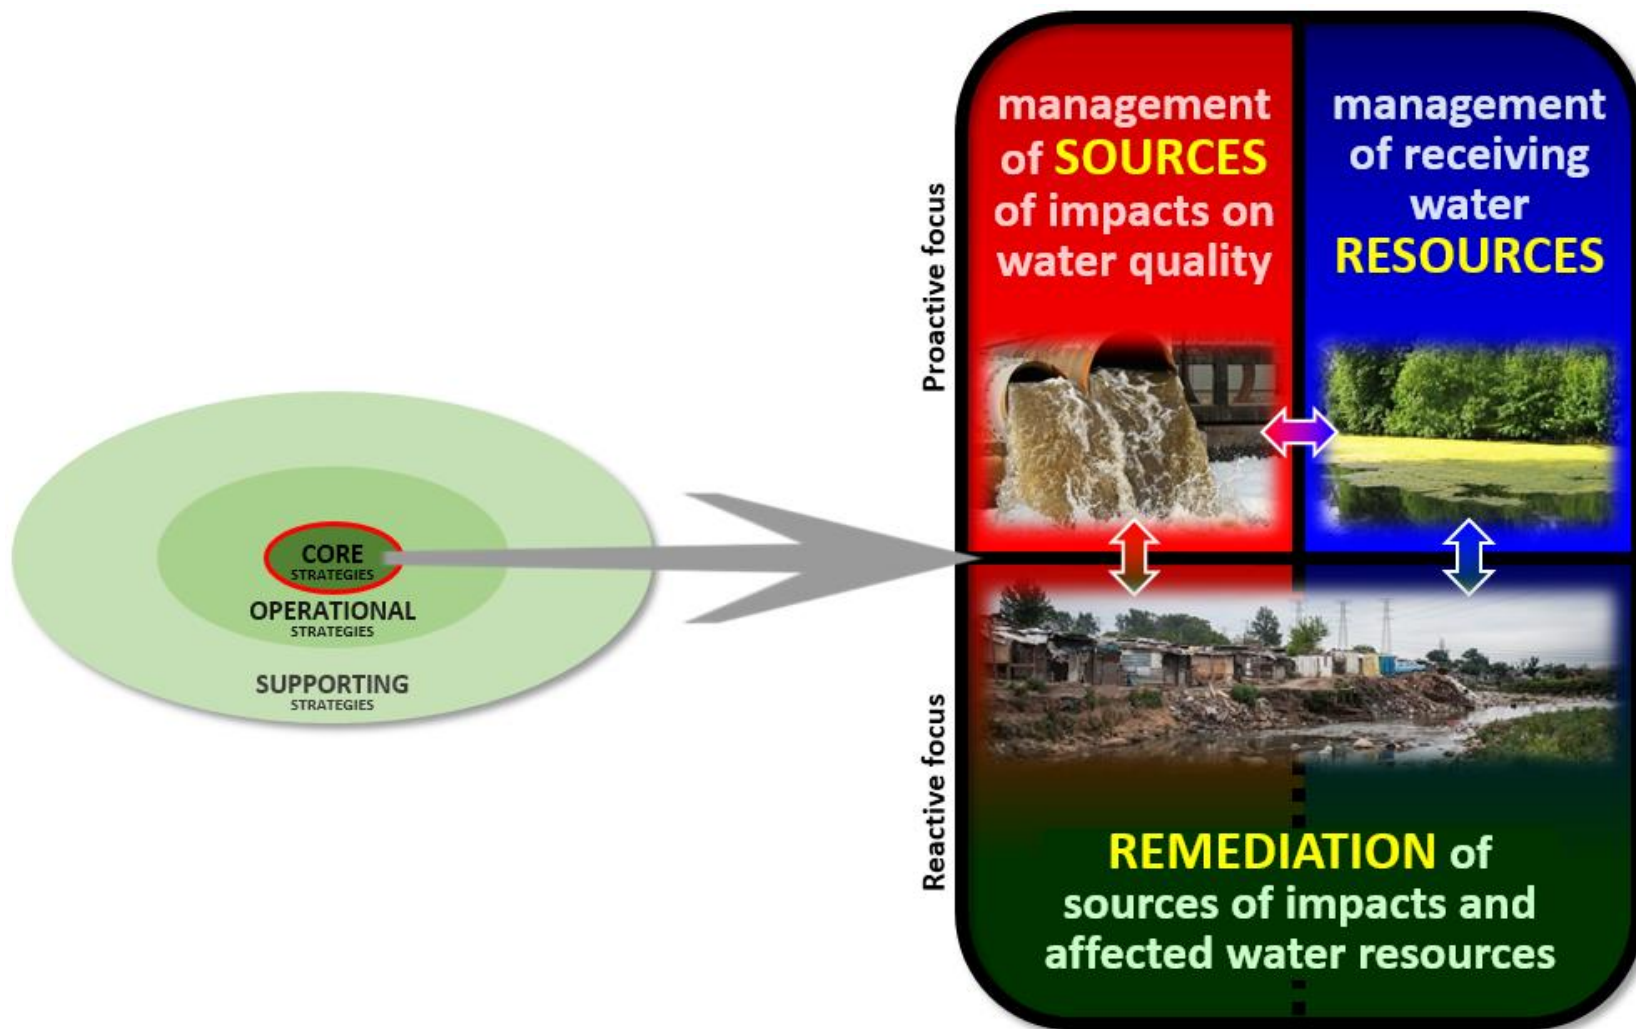 CORE
STRATEGIES
OPERATIONAL
STRATEGIES
SUPPORTING
STRATEGIES
Proactive focus
management
of SOURCES
of impacts on
water quality
management
of receiving
water
RESOURCES
Reactive focus
REMEDIATION of
sources of impacts and
affected water resources